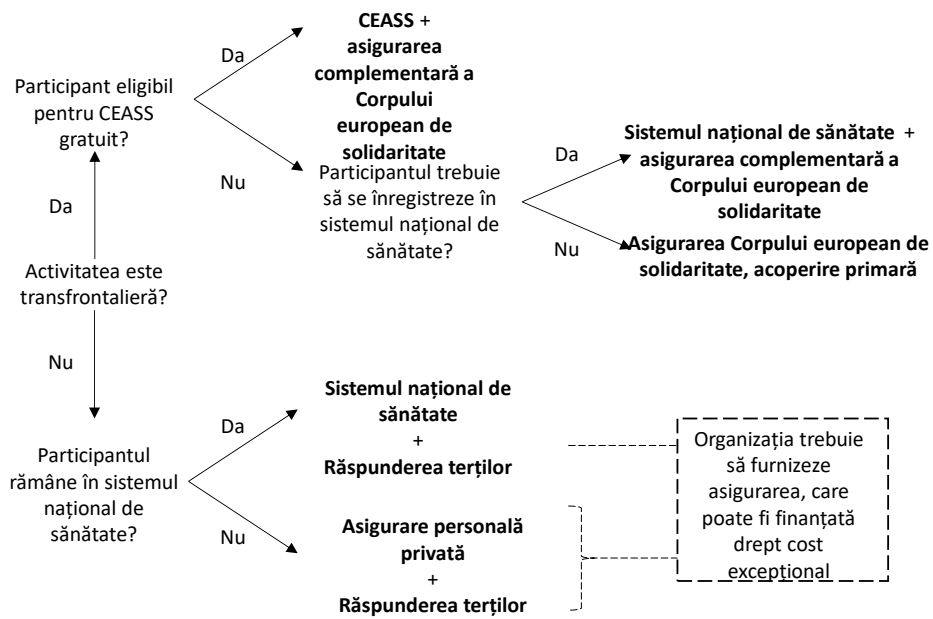 CEASS +
asigurarea
complementară a
Corpului
european de
solidaritate
Da
Participant eligibil
pentru CEASS
gratuit?
Nu
Participantul trebuie
să se înregistreze în
sistemul național de
sănătate?
Da
Sistemul național de sănătate +
asigurarea complementară a
Corpului european de
solidaritate
Nu
Asigurarea Corpului european de
solidaritate, acoperire primară
Da
Activitatea este
transfrontalieră?
Nu
Participantul
rămâne în sistemul
național de
sănătate?
Da
Sistemul național de
sănătate
+
Răspunderea terților
Nu
Asigurare personală
privată
+
Răspunderea terților
Organizația trebuie
să furnizeze
asigurarea, care
poate fi finanțată
drept cost
excepțional